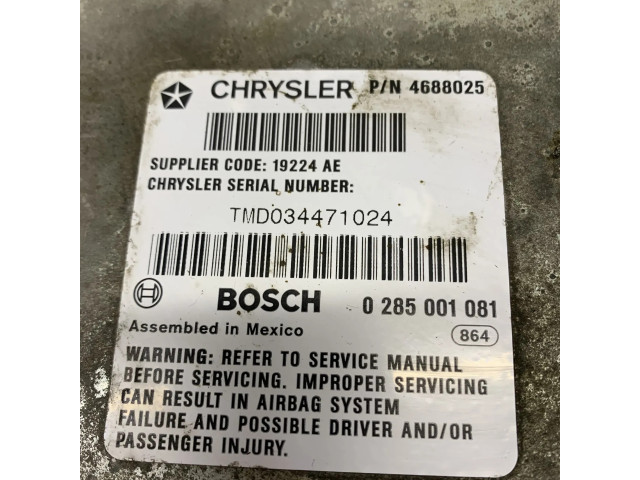 CHRYSLER P/N 4688025
SUPPLIER CODE: 19224 AE
CHRYSLER SERIAL NUMBER:
TMD034471024
BOSCH 0 285 001 081
Assembled in Mexico 864
WARNING: REFER TO SERVICE MANUAL
BEFORE SERVICING. IMPROPER SERVICING
CAN RESULT IN AIRBAG SYSTEM
FAILURE AND POSSIBLE DRIVER AND/OR
PASSENGER INJURY.